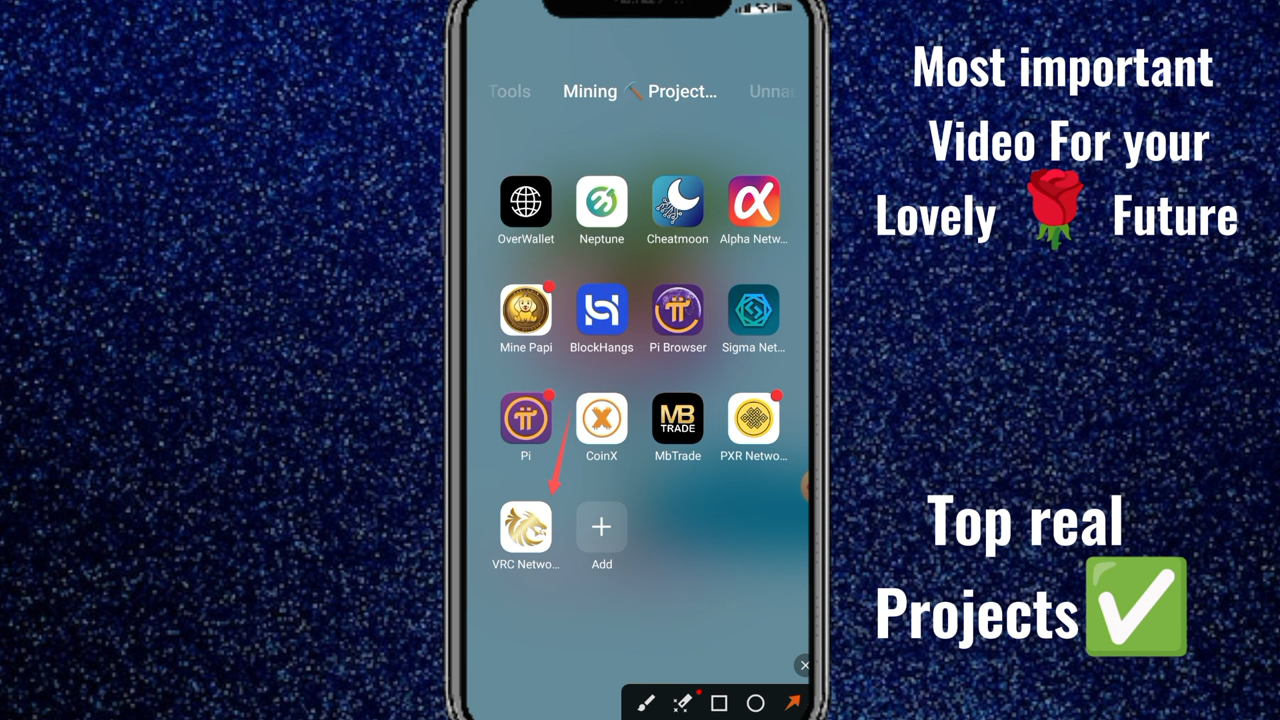 Tools Mining Project... Unna
OverWallet Neptune Cheatmoon Alpha Netw...
Mine Papi BlockHangs Pi Browser Sigma Net...
MB
TRADE
Pi CoinX MbTrade PXR Netwo...
VRC Netwo... Add
Most important
Video For your
Lovely Future
Top real
Projects